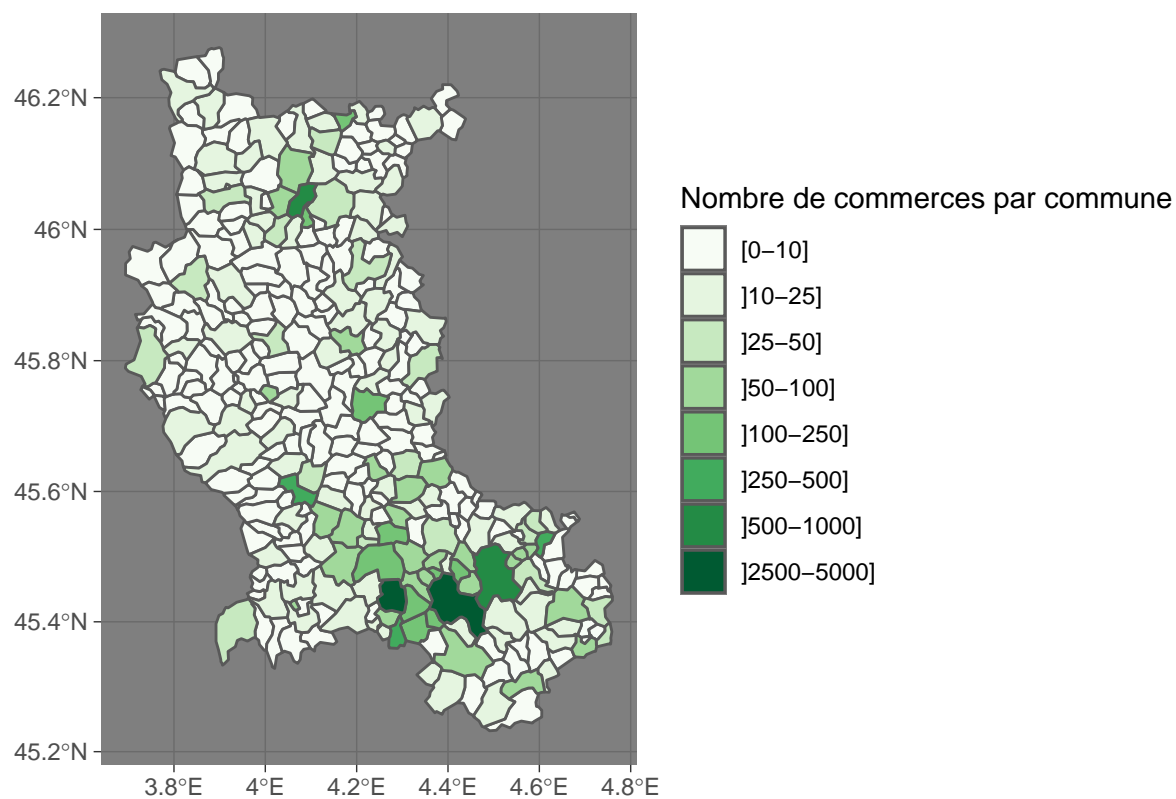 46.2°N
46°N
45.8°N
45.6°N
45.4°N
45.2°N
3.8°E 4°E 4.2°E 4.4°E 4.6°E 4.8°E
Nombre de commerces par commune
[0−10]
]10−25]
]25−50]
]50−100]
]100−250]
]250−500]
]500−1000]
]2500−5000]